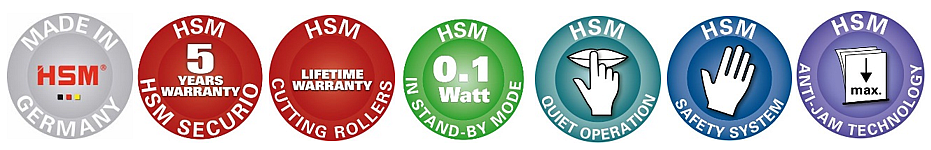 MADE IN
HSM®
GERMANY
HSM
5
YEARS
WARRANTY
HSM SECURIO
HSM
LIFETIME
WARRANTY
CUTTING ROLLERS
HSM
0.1
Watt
IN STAND-BY MODE
HSM
QUIET OPERATION
HSM
SAFETY SYSTEM
HSM
max.
ANTI-JAM TECHNOLOGY